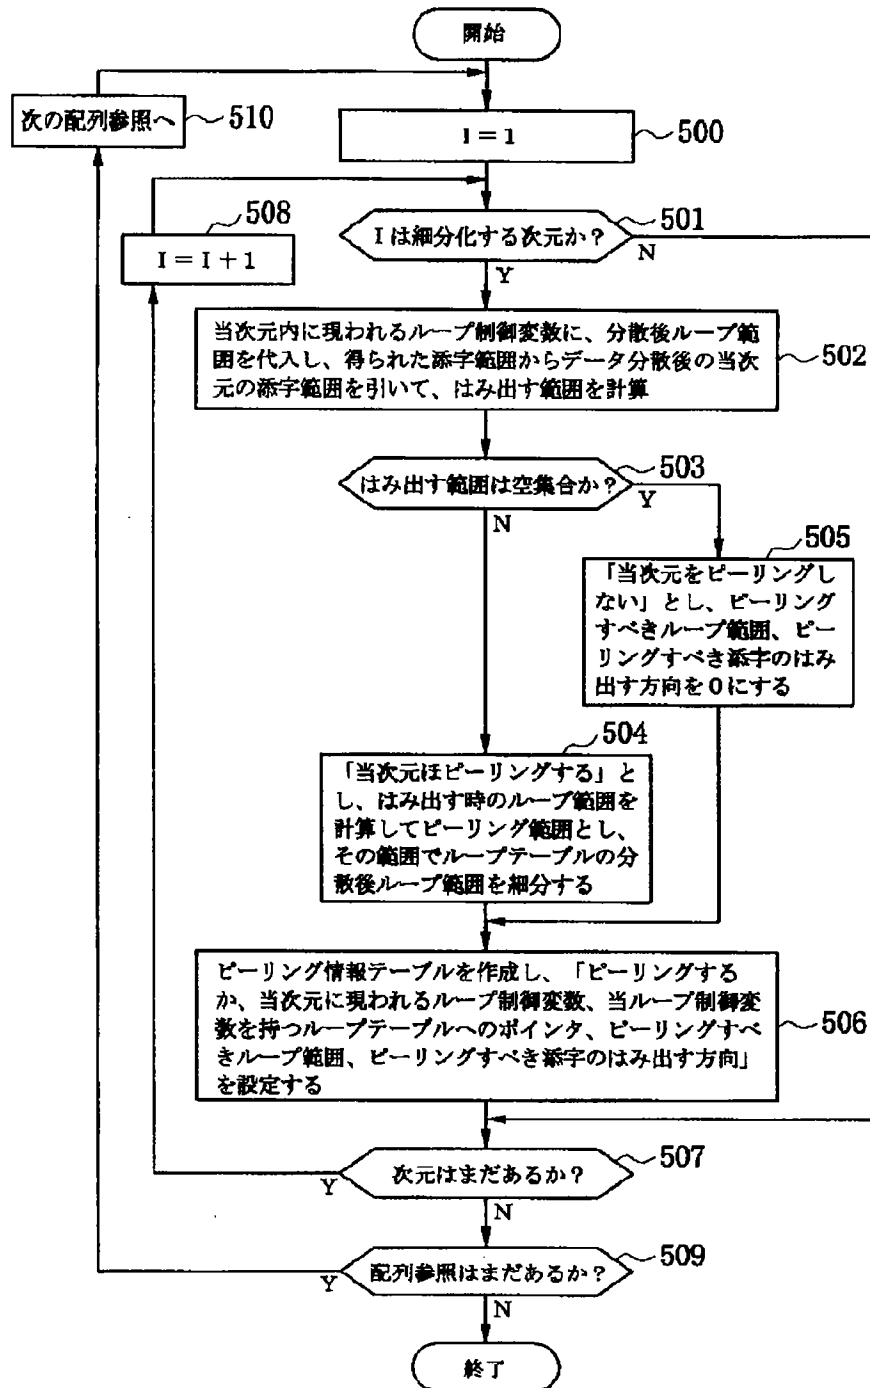 開始
次の配列参照へ
510
I = 1
500
508
I = I + 1
Iは細分化する次元か?
501
N
Y
当次元内に現われるループ制御変数に、分散後ループ範
囲を代入し、得られた添字範囲からデータ分散後の当次
元の添字範囲を引いて、はみ出す範囲を計算
502
はみ出す範囲は空集合か?
503
Y
N
505
「当次元をピーリングし
ない」とし、ピーリング
すべきループ範囲、ピー
リングすべき添字のはみ
出す方向を0にする
504
「当次元ほピーリングする」と
し、はみ出す時のループ範囲を
計算してピーリング範囲とし、
その範囲でループテーブルの分
散後ループ範囲を細分する
ピーリング情報テーブルを作成し、「ピーリングする
か、当次元に現われるループ制御変数、当ループ制御変
数を持つループテーブルへのポインタ、ピーリングすべ
きループ範囲、ピーリングすべき添字のはみ出す方向」
を設定する
506
次元はまだあるか?
507
Y
N
配列参照はまだあるか?
509
Y
N
終了